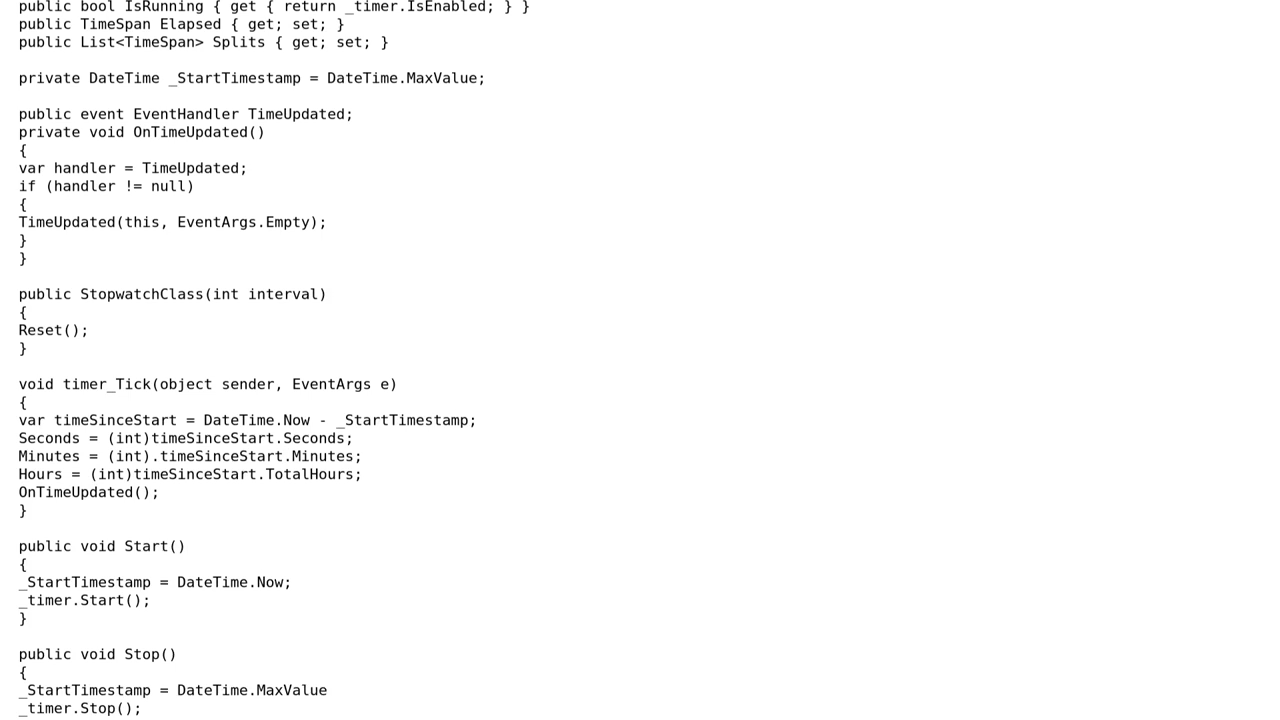 public bool IsRunning { get { return _timer.IsEnabled; } }
public TimeSpan Elapsed { get; set; }
public List<TimeSpan> Splits { get; set; }
private DateTime _StartTimestamp = DateTime.MaxValue;
public event EventHandler TimeUpdated;
private void OnTimeUpdated()
{
var handler = TimeUpdated;
if (handler != null)
{
TimeUpdated(this, EventArgs.Empty);
}
}
public StopwatchClass(int interval)
{
Reset();
}
void timer_Tick(object sender, EventArgs e)
{
var timeSinceStart = DateTime.Now - _StartTimestamp;
Seconds = (int)timeSinceStart.Seconds;
Minutes = (int).timeSinceStart.Minutes;
Hours = (int)timeSinceStart.TotalHours;
OnTimeUpdated();
}
public void Start()
{
_StartTimestamp = DateTime.Now;
_timer.Start();
}
public void Stop()
{
_StartTimestamp = DateTime.MaxValue
_timer.Stop();